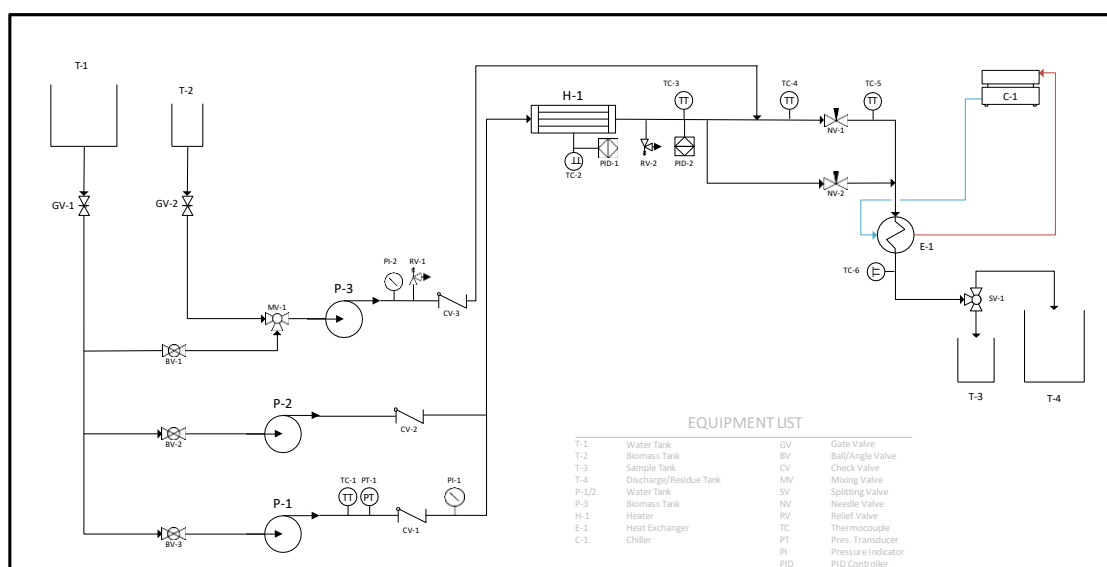 T-1
T-2
GV-1
GV-2
MV-1
BV-1
BV-2
BV-3
P-3
PI-2
RV-1
CV-3
P-2
CV-2
P-1
TC-1
TT
PT-1
PT
CV-1
PI-1
H-1
TC-2
TT
PID-1
RV-2
TC-3
TT
PID-2
TC-4
TT
NV-1
TC-5
TT
NV-2
C-1
E-1
TC-6
TT
SV-1
T-3
T-4
EQUIPMENT LIST
T-1 Water Tank GV Gate Valve
T-2 Biomass Tank BV Ball/Angle Valve
T-3 Sample Tank CV Check Valve
T-4 Discharge/Residue Tank MV Mixing Valve
P-1/2 Water Tank SV Splitting Valve
P-3 Biomass Tank NV Needle Valve
H-1 Heater RV Relief Valve
E-1 Heat Exchanger TC Thermocouple
C-1 Chiller PT Pres. Transducer
PI Pressure Indicator
PID PID Controller